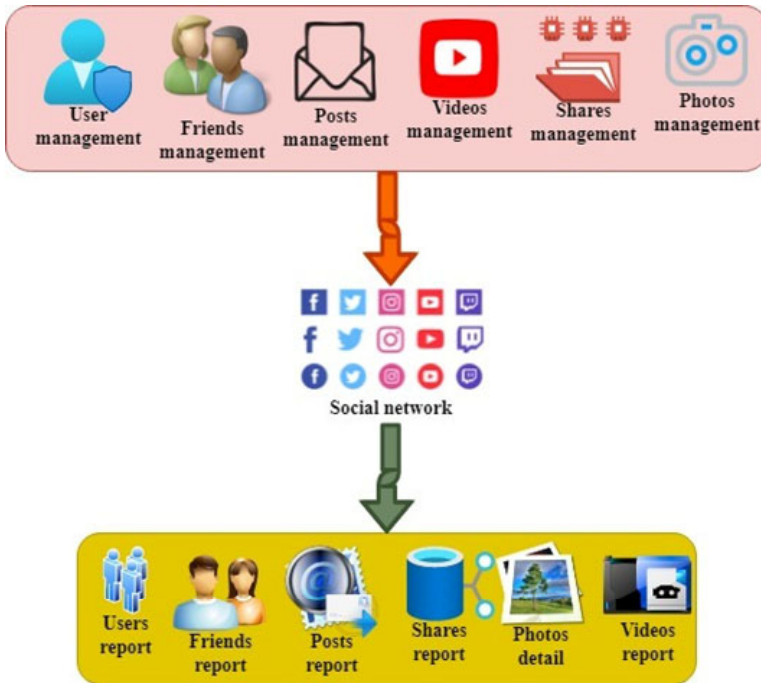 User
management
Friends
management
Posts
management
Videos
management
Shares
management
Photos
management
Social network
Users
report
Friends
report
Posts
report
Shares
report
Photos
detail
Videos
report